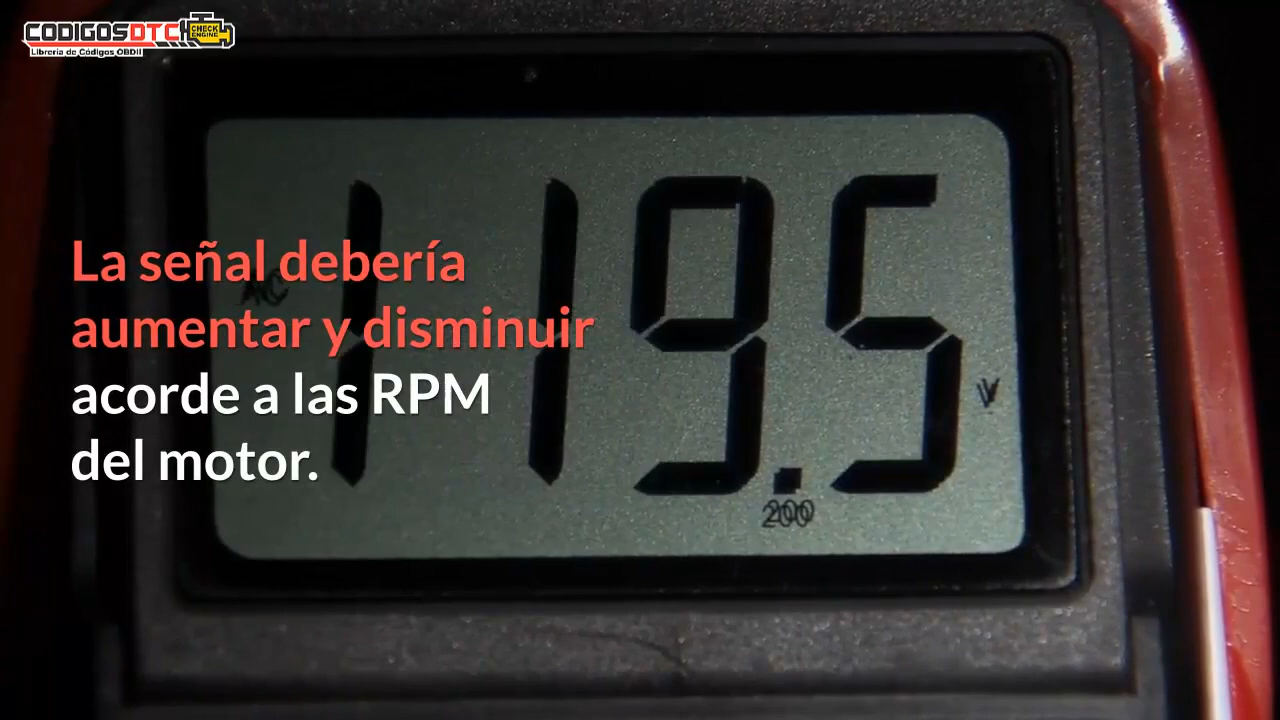 CODIGOSDTC
CHECK
ENGINE
Librería de Códigos OBDII
La señal debería
aumentar y disminuir
acorde a las RPM
del motor.
AC
119.5
V
200